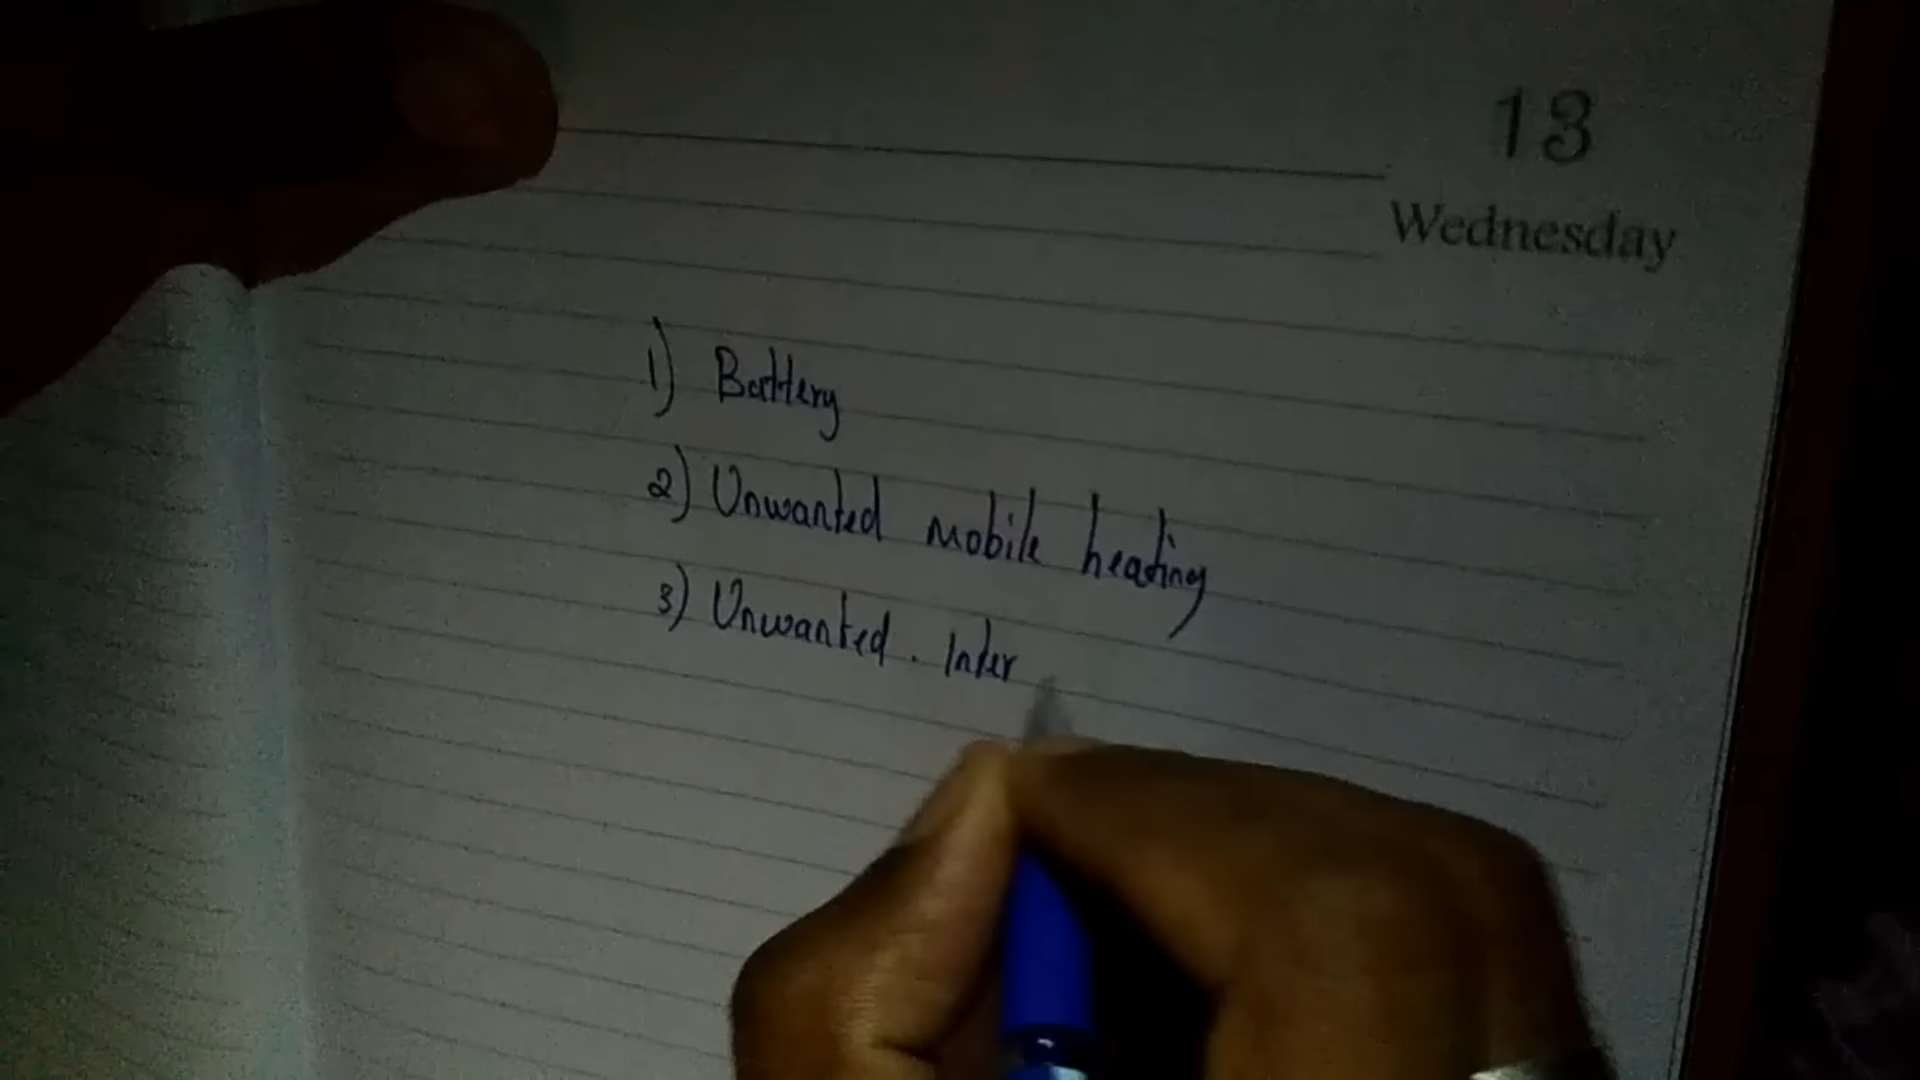 13
Wednesday
1) Battery
2) Unwanted mobile heating
3) Unwanted . Inter